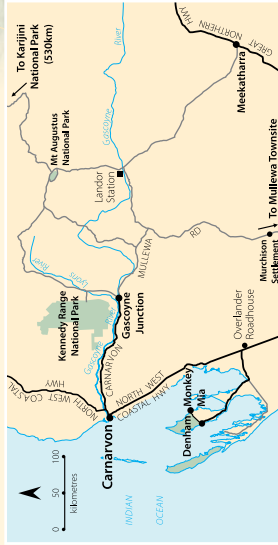 To Karijini
National Park
(530km)
Mt Augustus
National Park
Gascoyne
River
GREAT NORTHERN
HWY
Meekatharra
Landor
Station
Lyons
River
Kennedy Range
National Park
MULLEWA
RD
To Mullewa Townsite
Murchison
Settlement
Gascoyne
Junction
Gascoyne
River
CARNARVON
NORTH WEST COASTAL
HWY
Carnarvon
NORTH WEST
COASTAL HWY
Overlander
Roadhouse
Monkey
Mia
Denham
0 50 100
kilometres
INDIAN
OCEAN